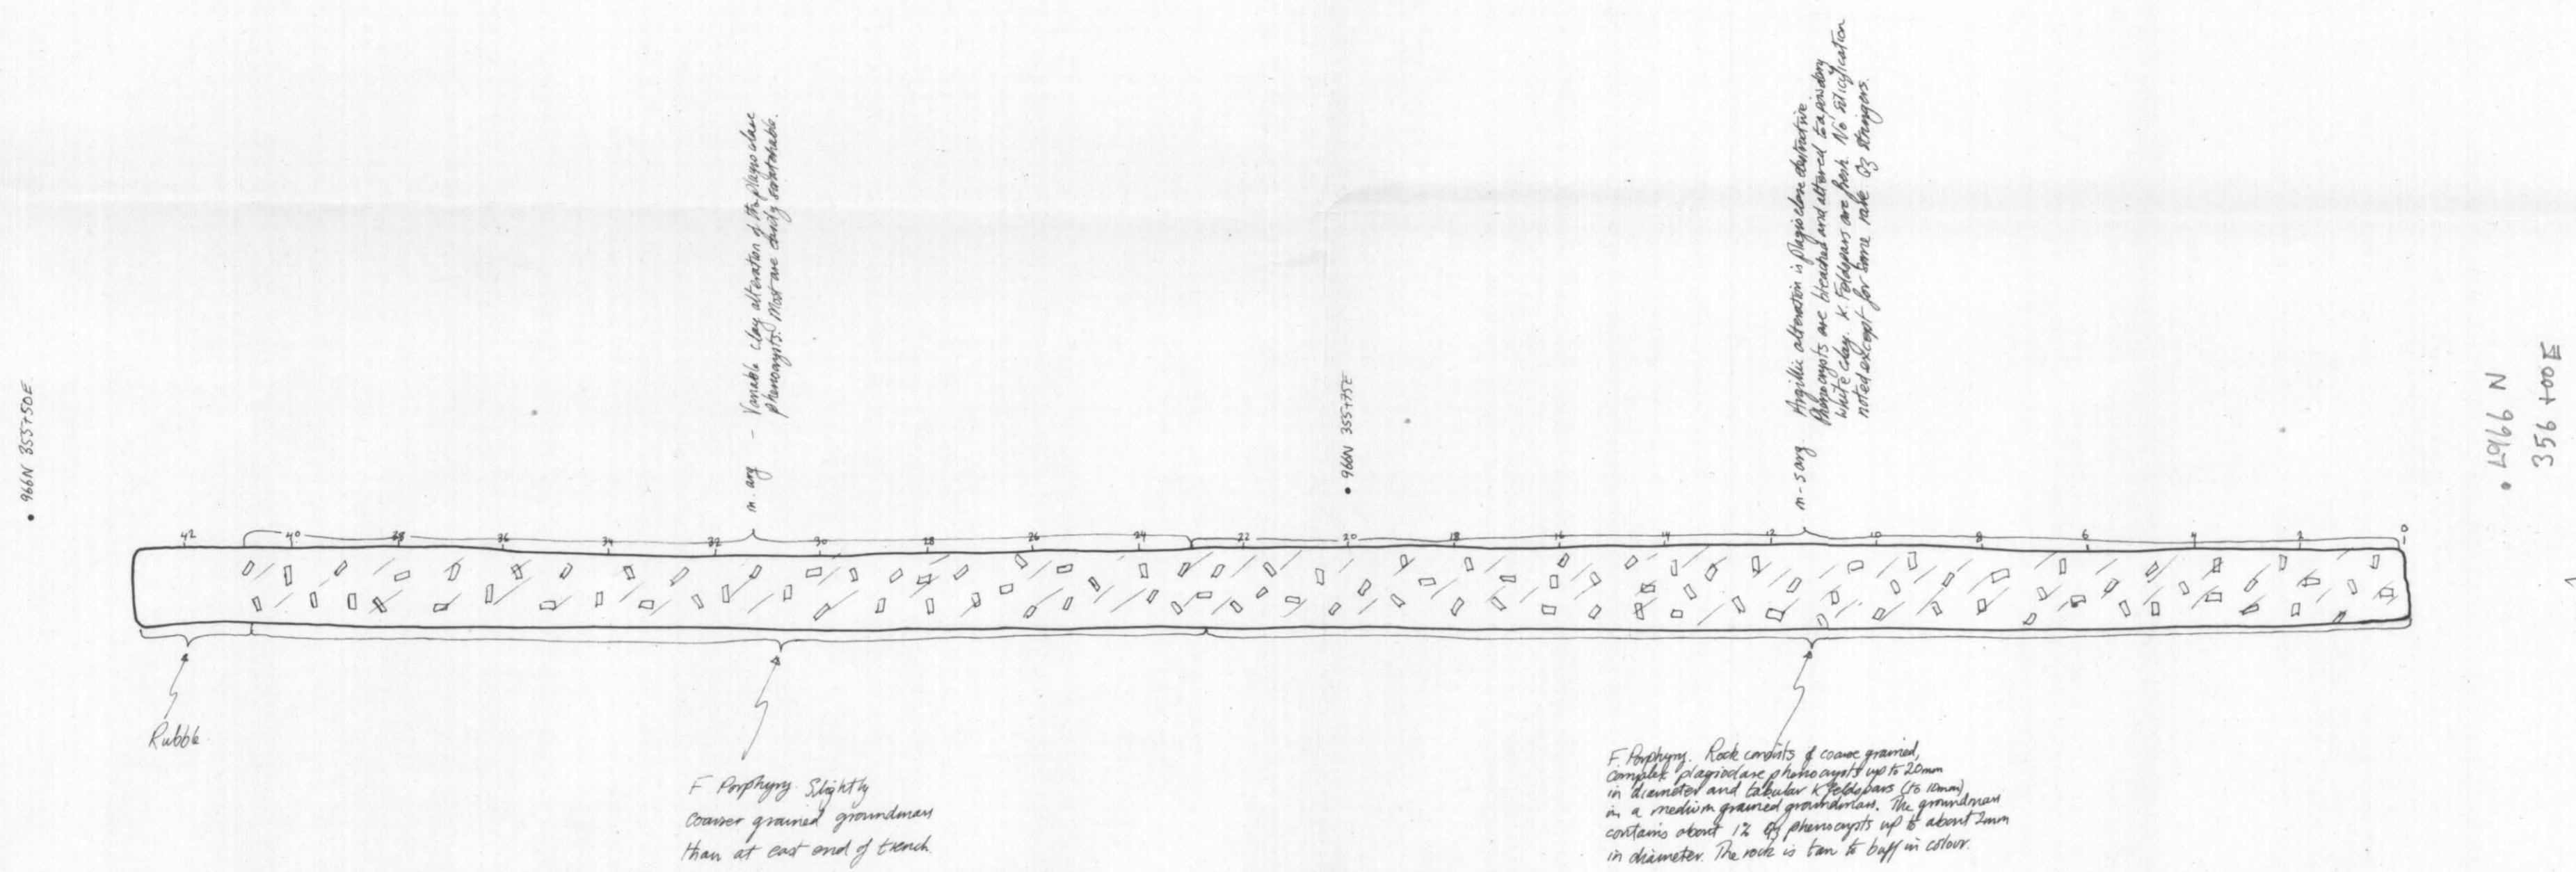 966N 355+50E
m. arg - Variable clay alteration of the plagioclase
phenocrysts. Most are easily scratchable.
966N 355+75E
m-s arg. Argillic alteration is plagioclase destructive
Phenocrysts are bleached and altered to a powdery
white clay. K. Feldspars are fresh. No silicification
noted except for some rare Qz stringers.
L966 N
356+00E
42 40 38 36 34 32 30 28 26 24 22 20 18 16 14 12 10 8 6 4 2 0
Rubble
F Porphyry. Slightly
coarser grained groundmass
than at east end of trench.
F. Porphyry. Rock consists of coarse grained,
complex plagioclase phenocrysts up to 20mm
in diameter and tabular K feldspars (to 10mm)
in a medium grained groundmass. The groundmass
contains about 1% Qz phenocrysts up to about 2mm
in diameter. The rock is tan to buff in colour.